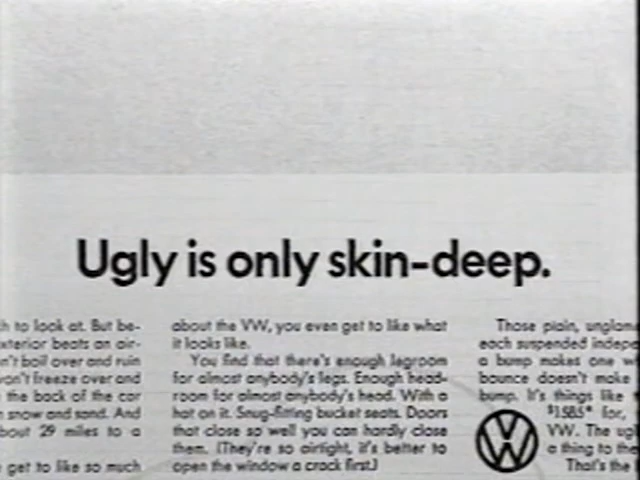 Ugly is only skin-deep.
h to look at. But be-
xterior beats an air-
n't boil over and ruin
on't freeze over and
the back of the car
snow and sand. And
bout 29 miles to a
get to like so much
about the VW, you even get to like what
it looks like.
You find that there's enough legroom
for almost anybody's legs. Enough head-
room for almost anybody's head. With a
hat on it. Snug-fitting bucket seats. Doors
that close so well you can hardly close
them. (They're so airtight, it's better to
open the window a crack first.)
Those plain, unglam
each suspended indepe
a bump makes one w
bounce doesn't make
bump. It's things like
$1585* for,
VW. The ugl
a thing to the
That's the
VW